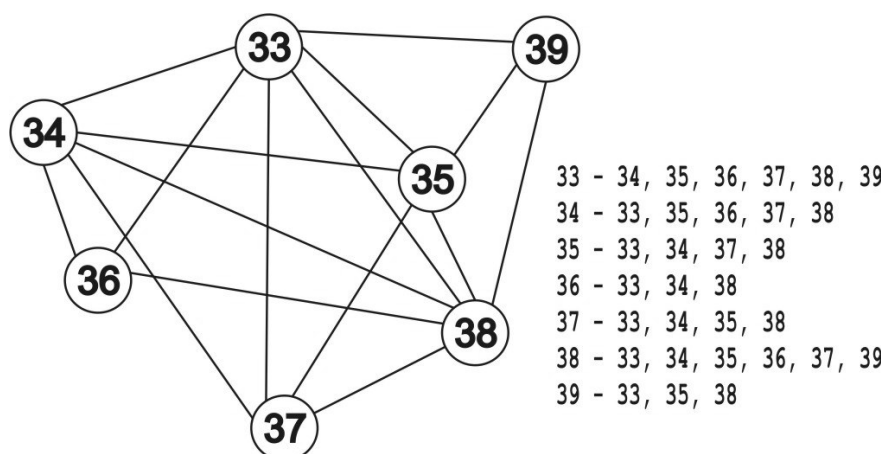 33
39
34
35
36
38
37
33 - 34, 35, 36, 37, 38, 39
34 - 33, 35, 36, 37, 38
35 - 33, 34, 37, 38
36 - 33, 34, 38
37 - 33, 34, 35, 38
38 - 33, 34, 35, 36, 37, 39
39 - 33, 35, 38